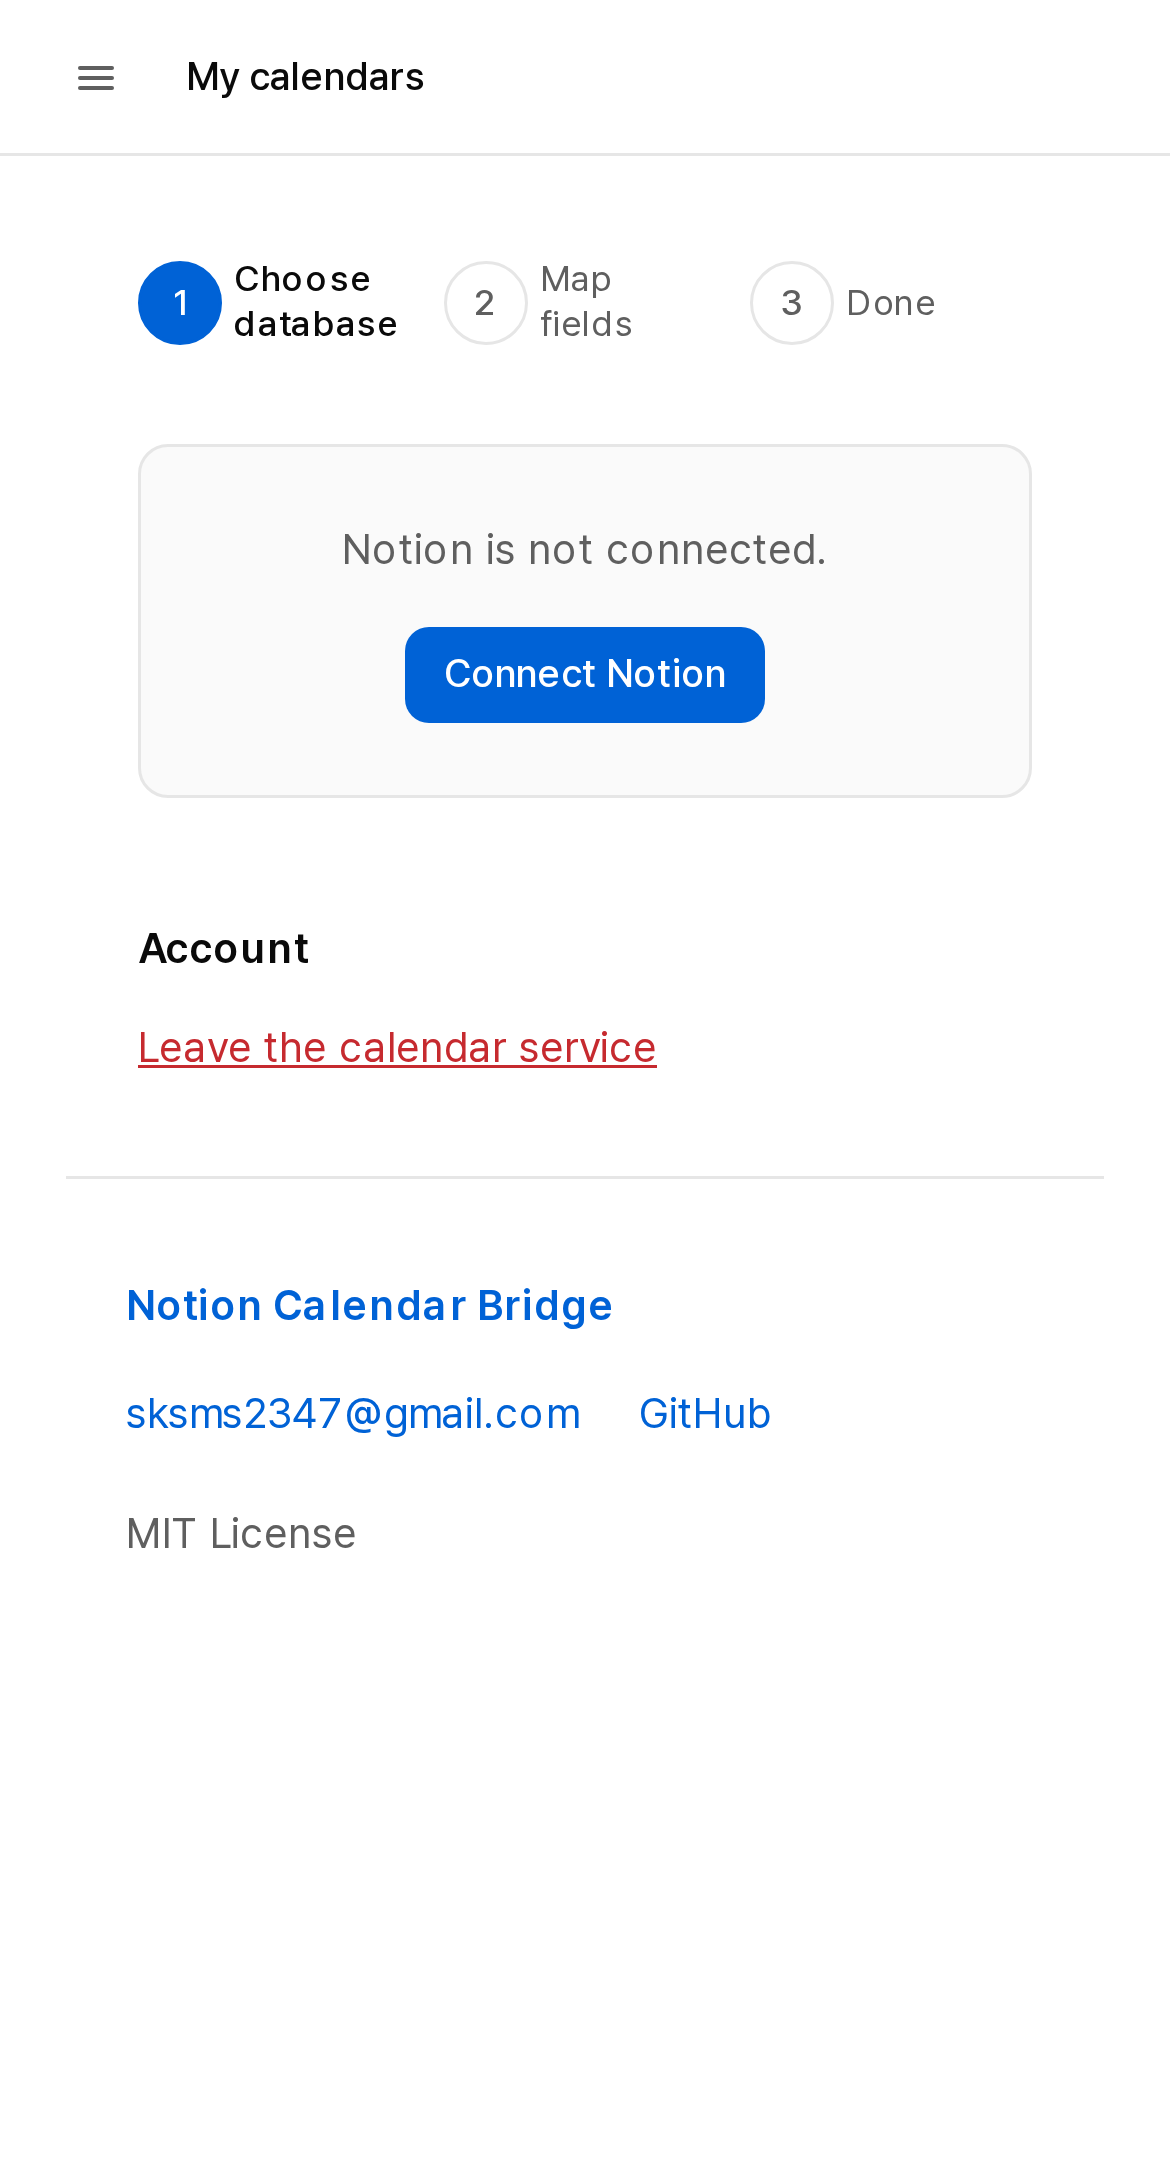 My calendars
1 Choose database
2 Map fields
3 Done
Notion is not connected.
Connect Notion
Account
Leave the calendar service
Notion Calendar Bridge
sksms2347@gmail.com GitHub
MIT License